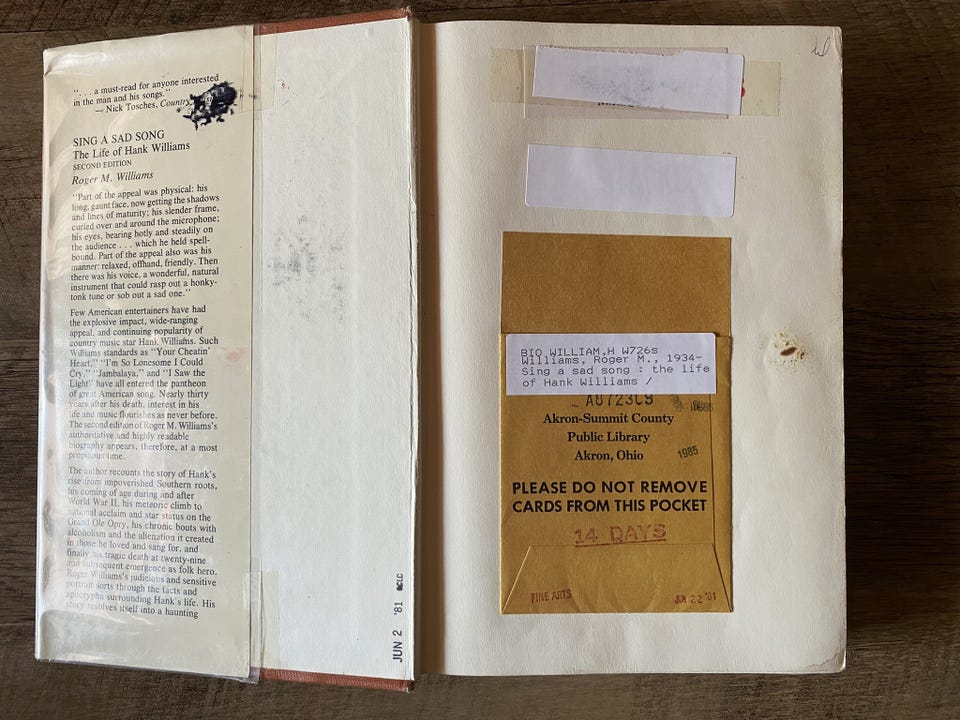 “. . . a must-read for anyone interested
in the man and his songs.”
— Nick Tosches, Country
SING A SAD SONG
The Life of Hank Williams
SECOND EDITION
Roger M. Williams
“Part of the appeal was physical: his
long, gaunt face, now getting the shadows
and lines of maturity; his slender frame,
curled over and around the microphone;
his eyes, bearing hotly and steadily on
the audience . . . which he held spell-
bound. Part of the appeal also was his
manner: relaxed, offhand, friendly. Then
there was his voice, a wonderful, natural
instrument that could rasp out a honky-
tonk tune or sob out a sad one.”
Few American entertainers have had
the explosive impact, wide-ranging
appeal, and continuing popularity of
country music star Hank Williams. Such
Williams standards as “Your Cheatin’
Heart,” “I’m So Lonesome I Could
Cry,” “Jambalaya,” and “I Saw the
Light” have all entered the pantheon
of great American song. Nearly thirty
years after his death, interest in his
life and music flourishes as never before.
The second edition of Roger M. Williams’s
authoritative and highly readable
biography appears, therefore, at a most
propitious time.
The author recounts the story of Hank’s
rise from impoverished Southern roots,
his coming of age during and after
World War II, his meteoric climb to
national acclaim and star status on the
Grand Ole Opry, his chronic bouts with
alcoholism and the alienation it created
in those he loved and sang for, and
finally his tragic death at twenty-nine
and subsequent emergence as folk hero.
Roger Williams’s judicious and sensitive
portrait sorts through the facts and
apocrypha surrounding Hank’s life. His
story resolves itself into a haunting
JUN 2 '81 OCLC
BIO WILLIAM,H W726s
Williams, Roger M., 1934-
Sing a sad song : the life
of Hank Williams /
Akron-Summit County
Public Library
Akron, Ohio
1985
PLEASE DO NOT REMOVE
CARDS FROM THIS POCKET
14 DAYS
FINE ARTS
JUN 22 '81